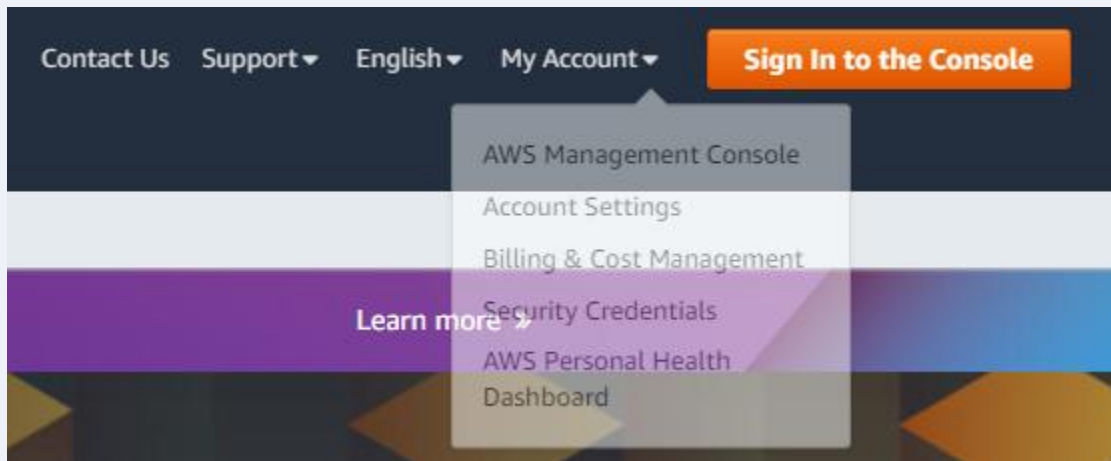 Contact Us Support English My Account Sign In to the Console
AWS Management Console
Account Settings
Billing & Cost Management
Learn more » Security Credentials
AWS Personal Health
Dashboard